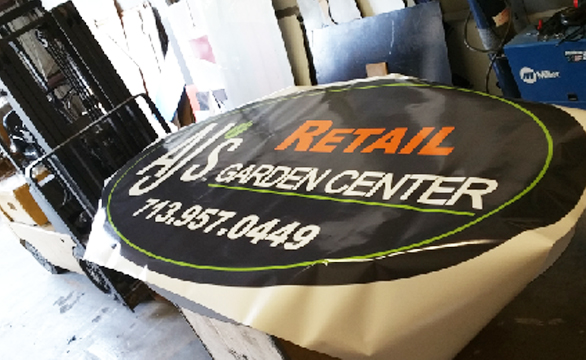 RETAIL
AJ's
GARDEN CENTER
713.957.0449
Miller